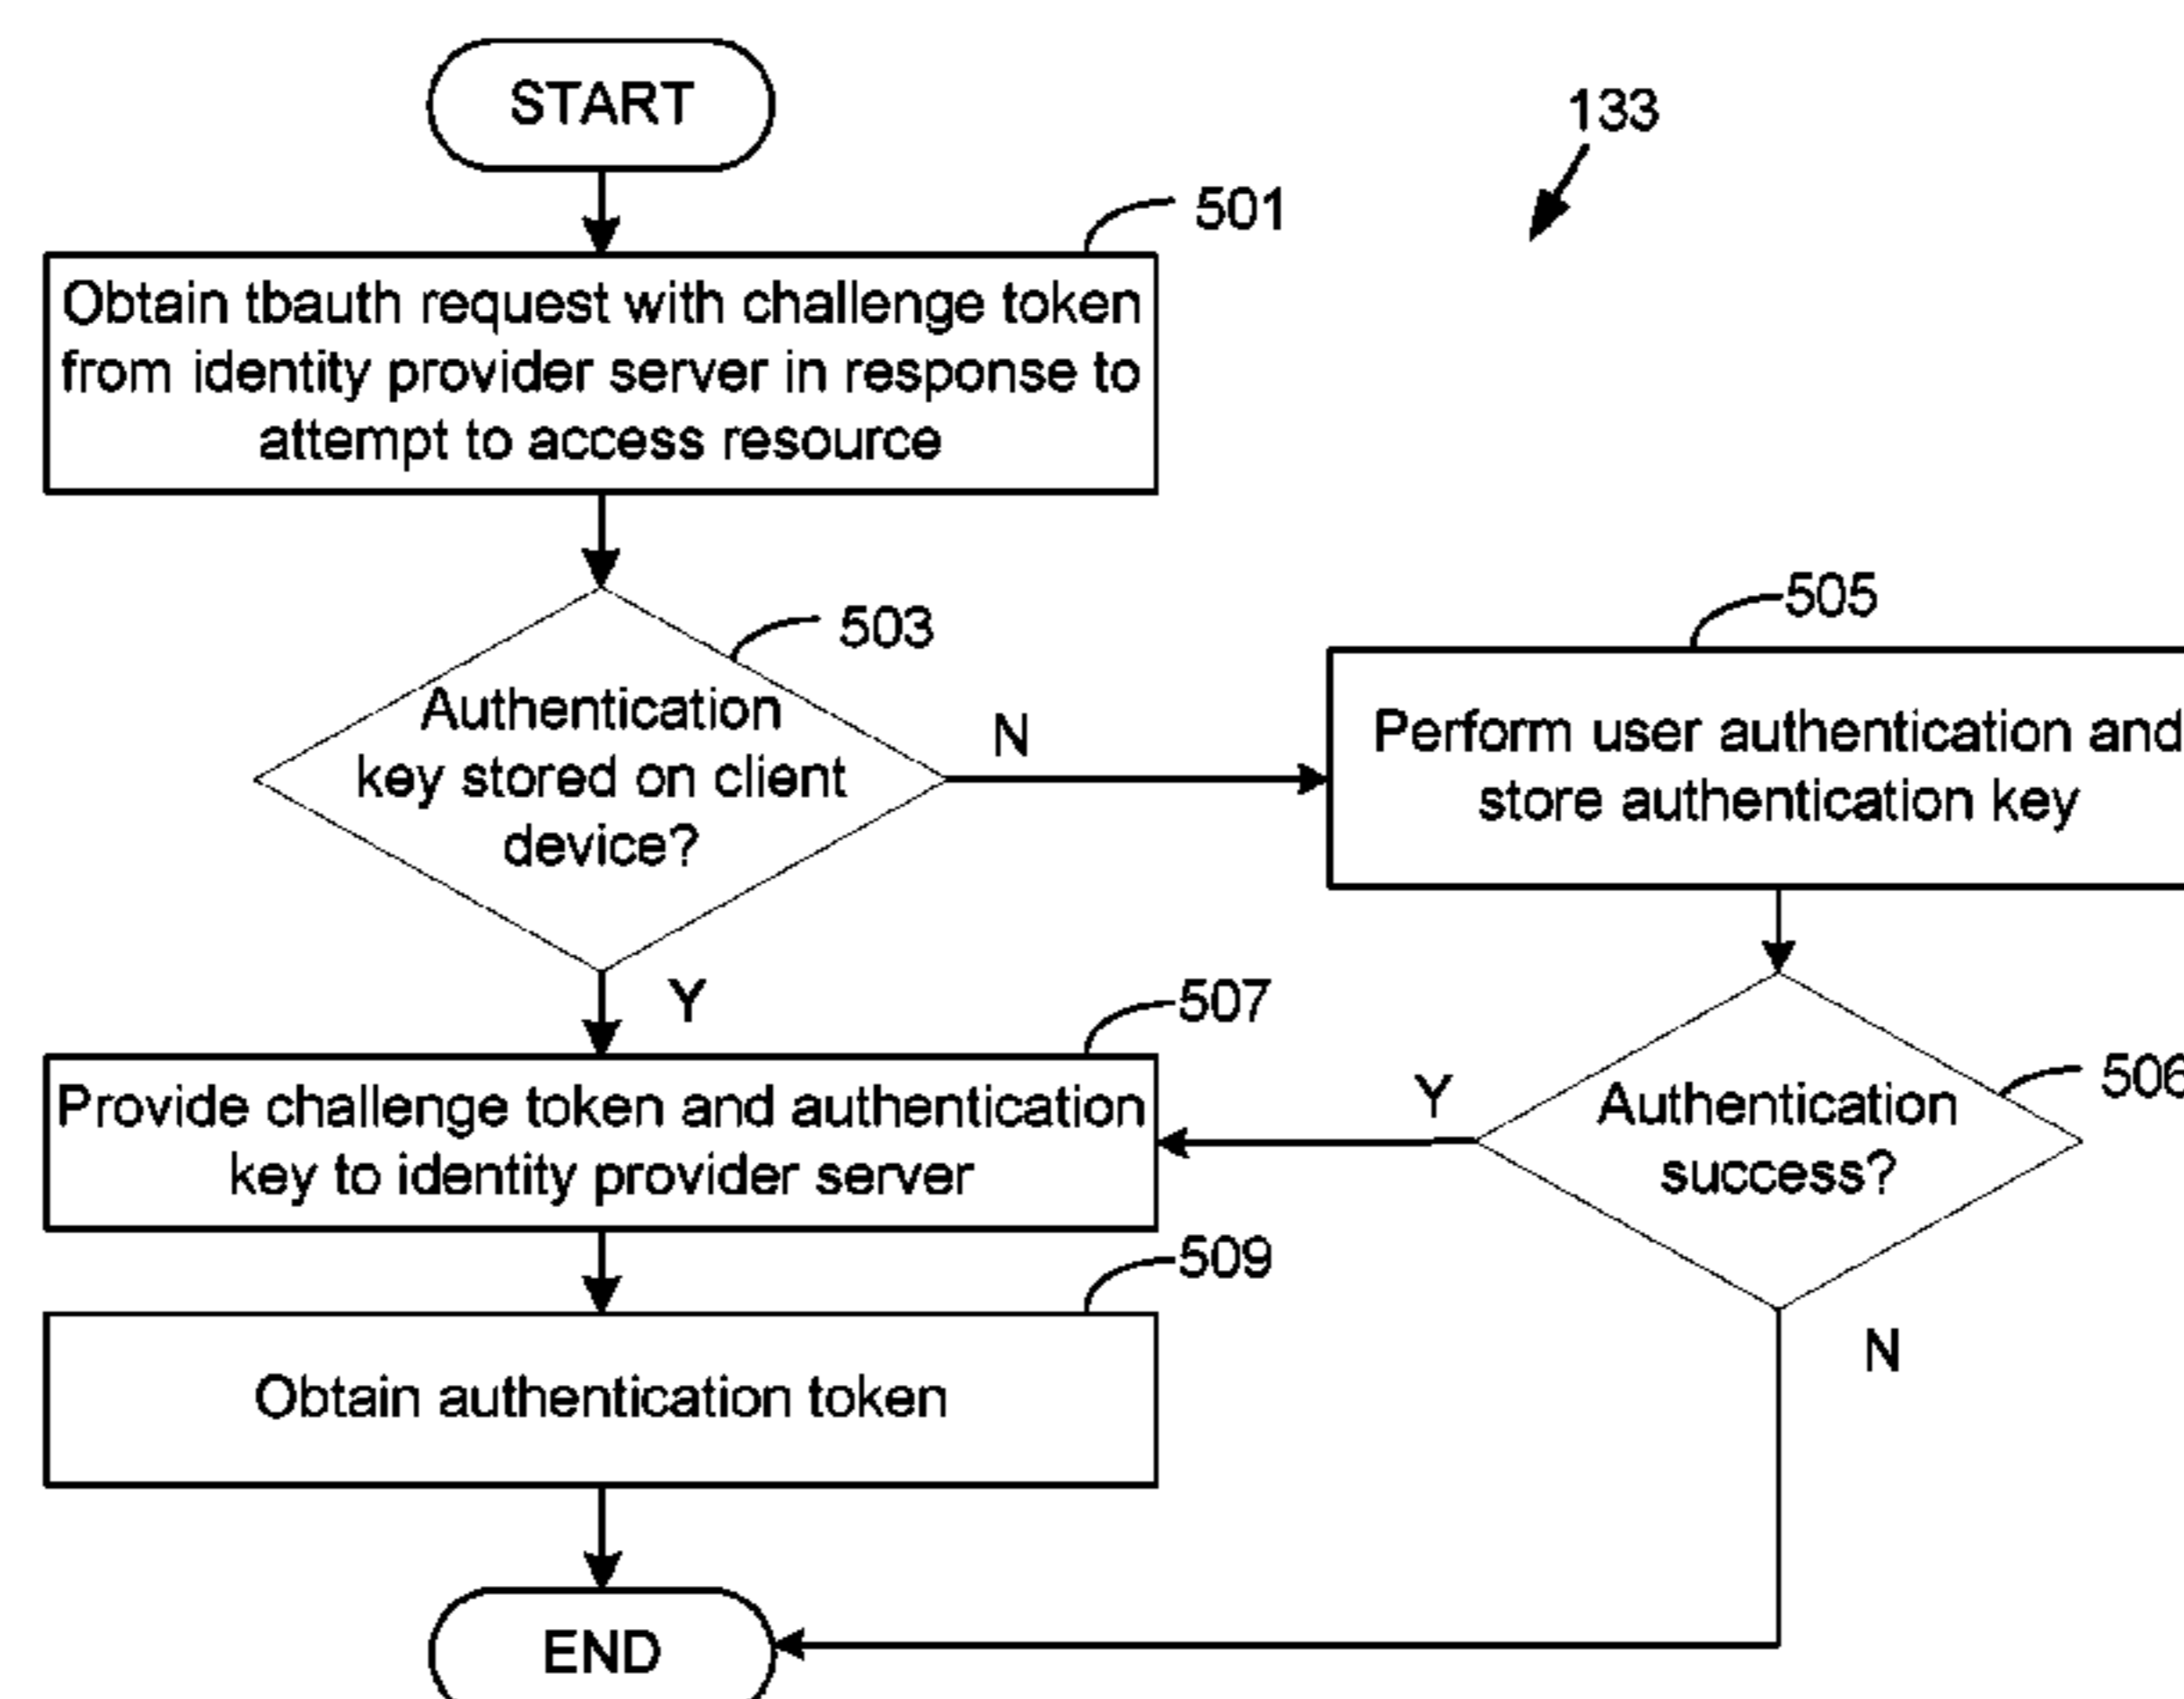 START
133
501
Obtain tbauth request with challenge token
from identity provider server in response to
attempt to access resource
503
Authentication
key stored on client
device?
N
505
Perform user authentication and
store authentication key
Y
507
Provide challenge token and authentication
key to identity provider server
Y
Authentication
success?
506
509
Obtain authentication token
N
END